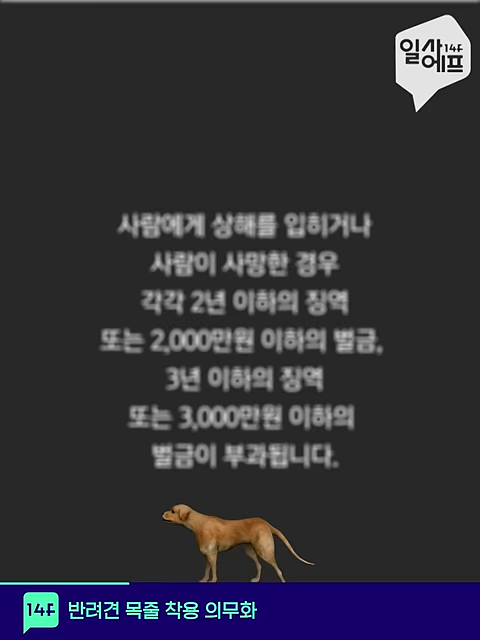 일사 14F
에프
사람에게 상해를 입히거나
사람이 사망한 경우
각각 2년 이하의 징역
또는 2,000만원 이하의 벌금,
3년 이하의 징역
또는 3,000만원 이하의
벌금이 부과됩니다.
14F 반려견 목줄 착용 의무화